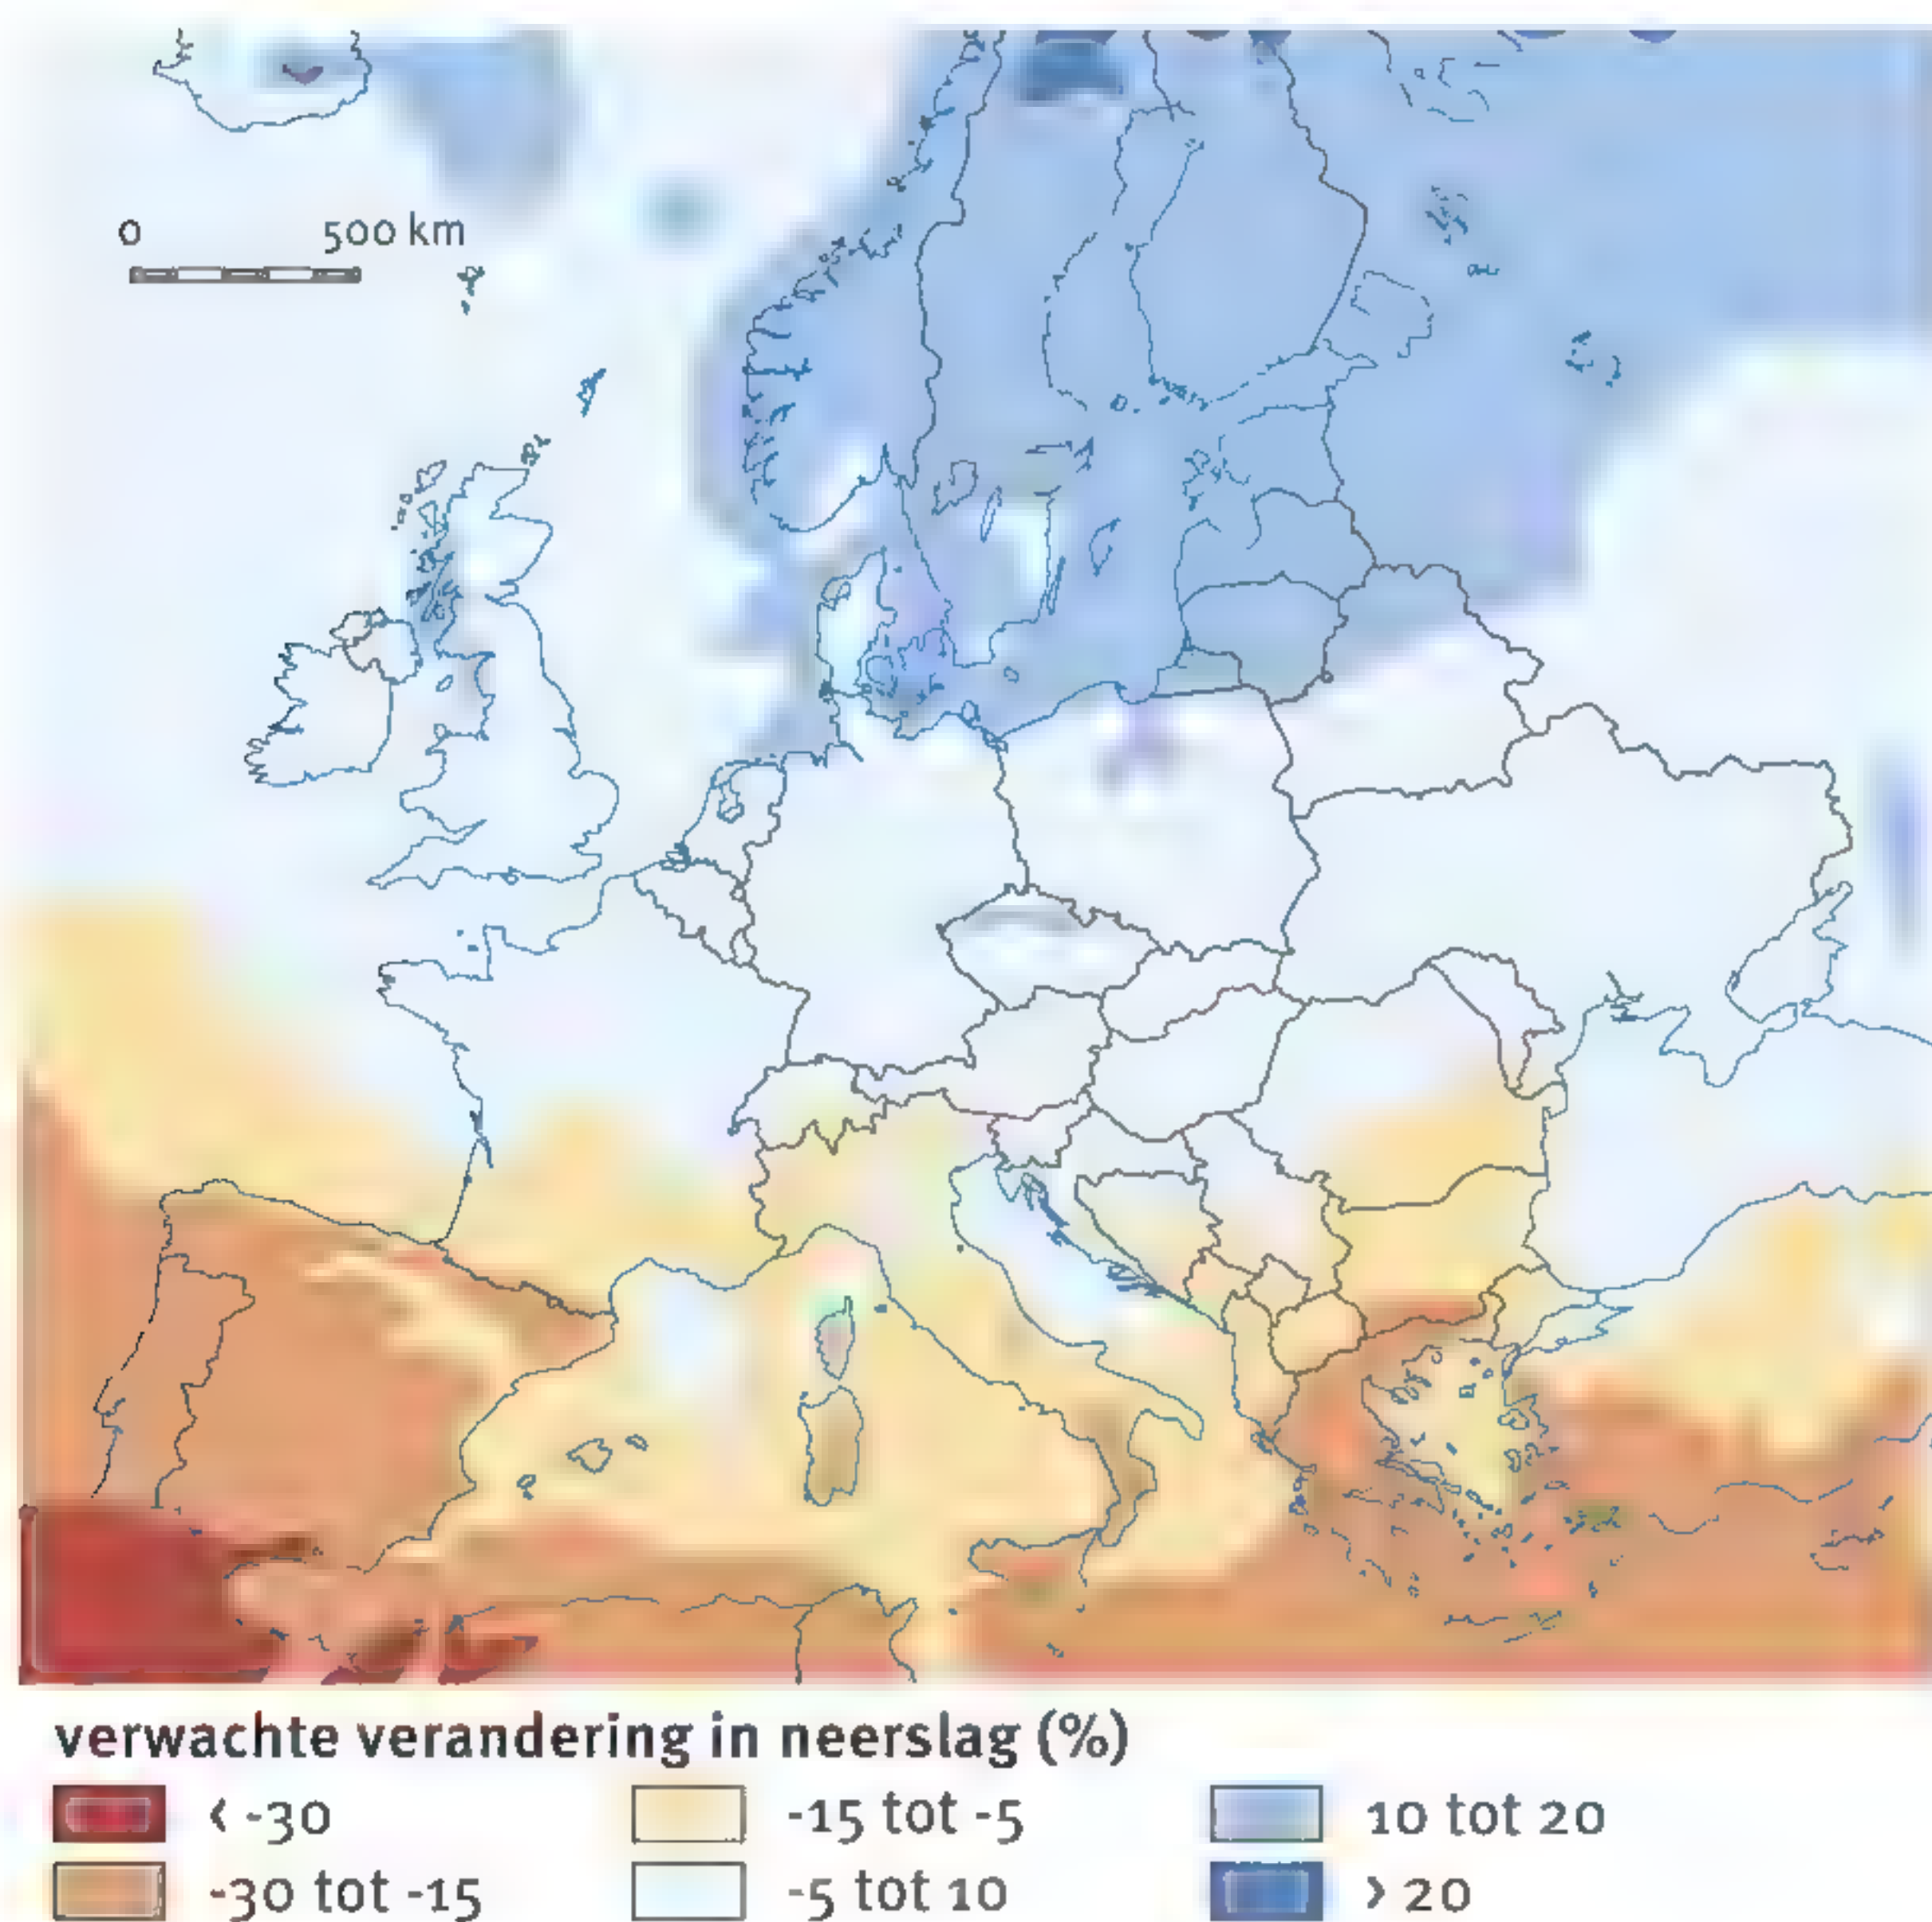 0 500 km
verwachte verandering in neerslag (%)
< -30 -15 tot -5 10 tot 20
-30 tot -15 -5 tot 10 > 20